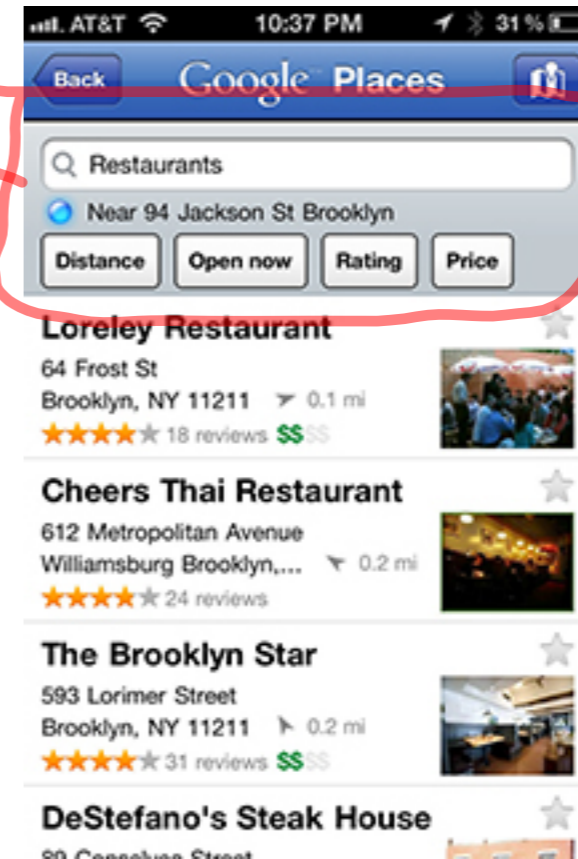 AT&T 10:37 PM 31%
Back Google Places
Restaurants
Near 94 Jackson St Brooklyn
Distance Open now Rating Price
Loreley Restaurant
64 Frost St
Brooklyn, NY 11211 0.1 mi
18 reviews $$$$
Cheers Thai Restaurant
612 Metropolitan Avenue
Williamsburg Brooklyn,... 0.2 mi
24 reviews
The Brooklyn Star
593 Lorimer Street
Brooklyn, NY 11211 0.2 mi
31 reviews $$$$
DeStefano's Steak House
89 Conselyea Street